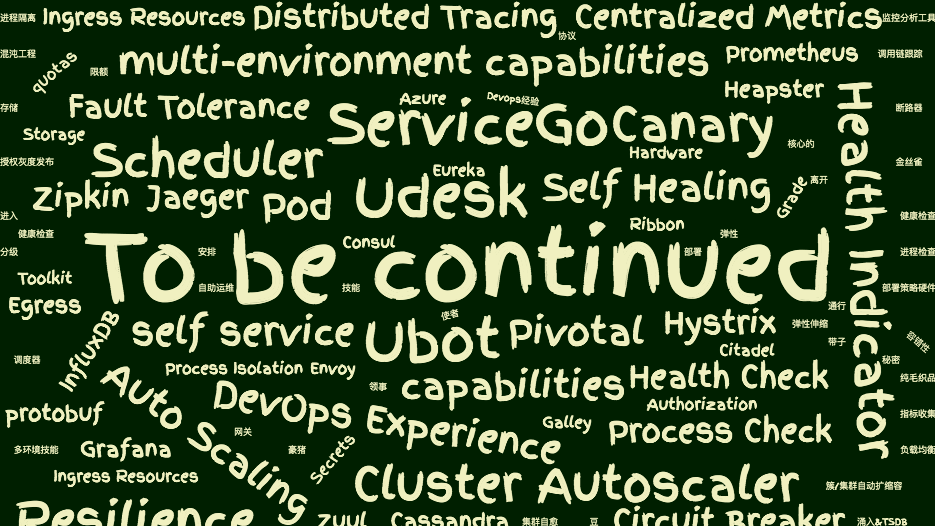 进程隔离 Ingress Resources Distributed Tracing Centralized Metrics 监控分析工具
协议
混沌工程 quotas 限额 multi-environment capabilities Prometheus 调用链跟踪
Heapster
存储 Fault Tolerance Azure Devops经验 ServiceGo Canary 断路器
Storage 核心的
Hardware
授权灰度发布 Scheduler Eureka 金丝雀
Zipkin Jaeger Pod Udesk Self Healing Grade 离开
进入 Ribbon 健康检查
健康检查 弹性
分级 To be continued 安排 Consul 部署 进程检查
Toolkit 自助运维 技能 部署策略硬件
Egress 通行
Health Indicator
使者
InfluxDB self service Ubot Pivotal Hystrix 弹性伸缩
带子 容错性
Citadel
调度器 秘密
Process Isolation Envoy
Auto Scaling 领事 capabilities Health Check 纯毛织品
DevOps Experience Authorization
protobuf 指标收集
网关 Galley Process Check
多环境技能 Grafana 豪猪 Secrets 负载均衡
Ingress Resources
Cluster Autoscaler 簇/集群自动扩缩容
Resilience Zuul Cassandra 集群自愈 豆 Circuit Breaker 涌入&TSDB